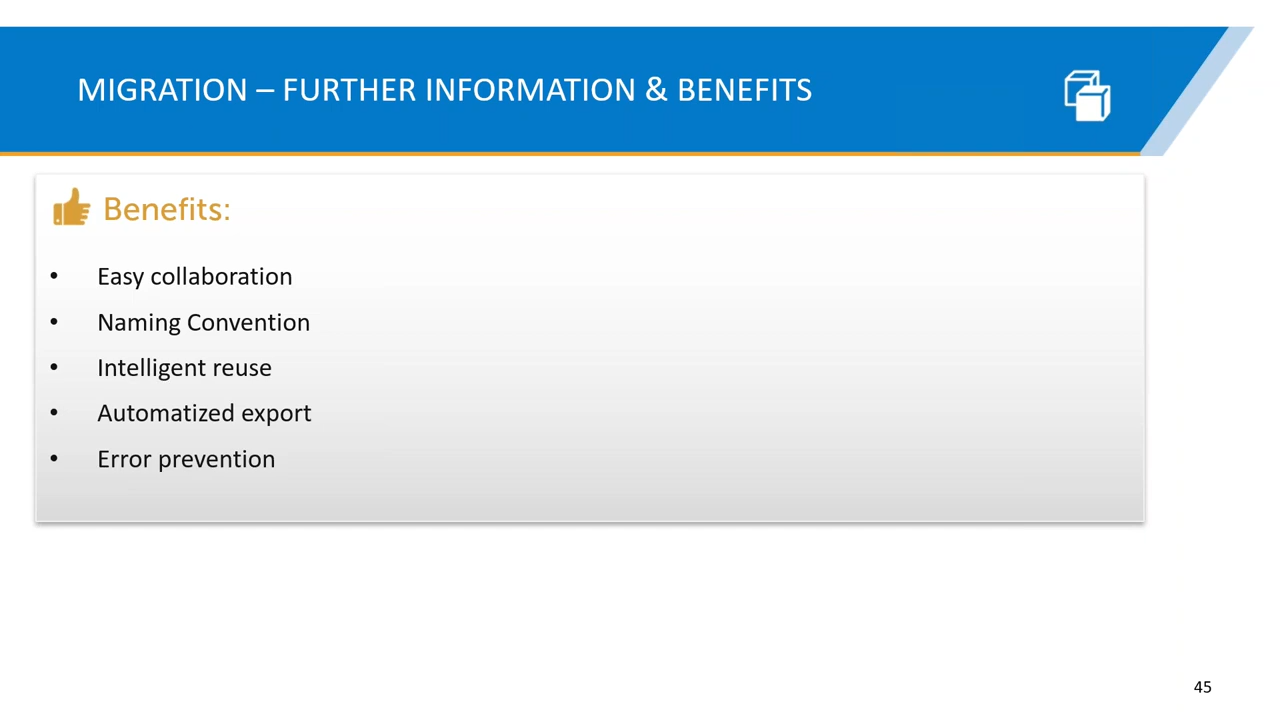 MIGRATION – FURTHER INFORMATION & BENEFITS
Benefits:
• Easy collaboration
• Naming Convention
• Intelligent reuse
• Automatized export
• Error prevention
45